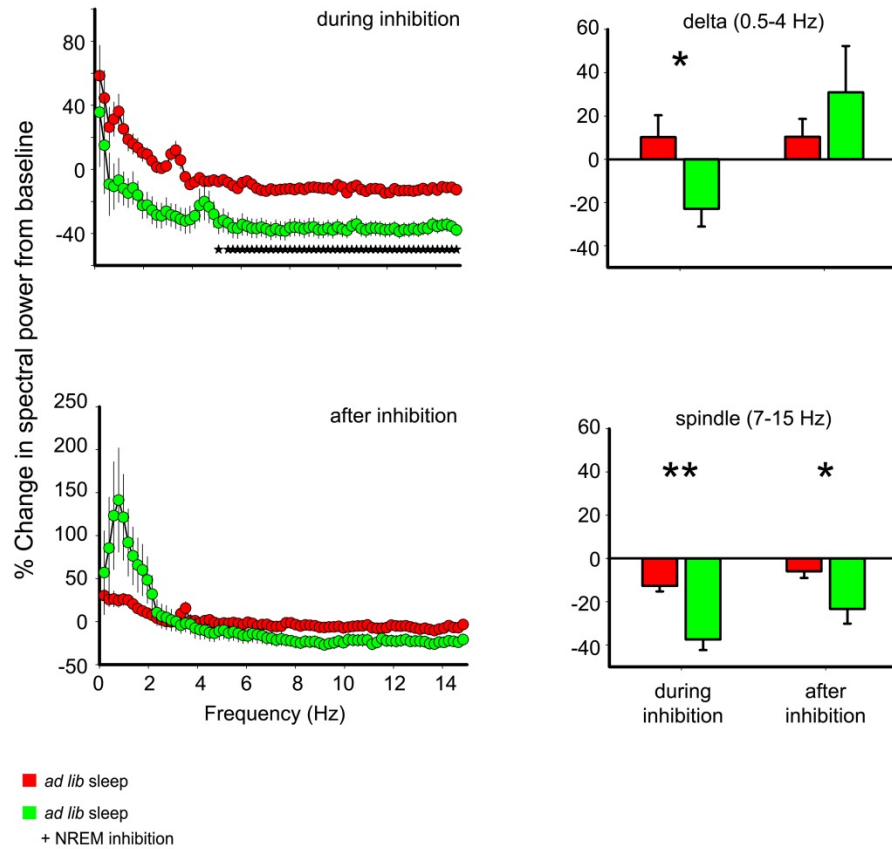 during inhibition
80
40
0
-40
delta (0.5-4 Hz)
60
40
20
0
-20
-40
*
% Change in spectral power from baseline
after inhibition
250
200
150
100
50
0
-50
0 2 4 6 8 10 12 14
Frequency (Hz)
spindle (7-15 Hz)
60
40
20
0
-20
-40
** *
during after
inhibition inhibition
ad lib sleep
ad lib sleep
+ NREM inhibition